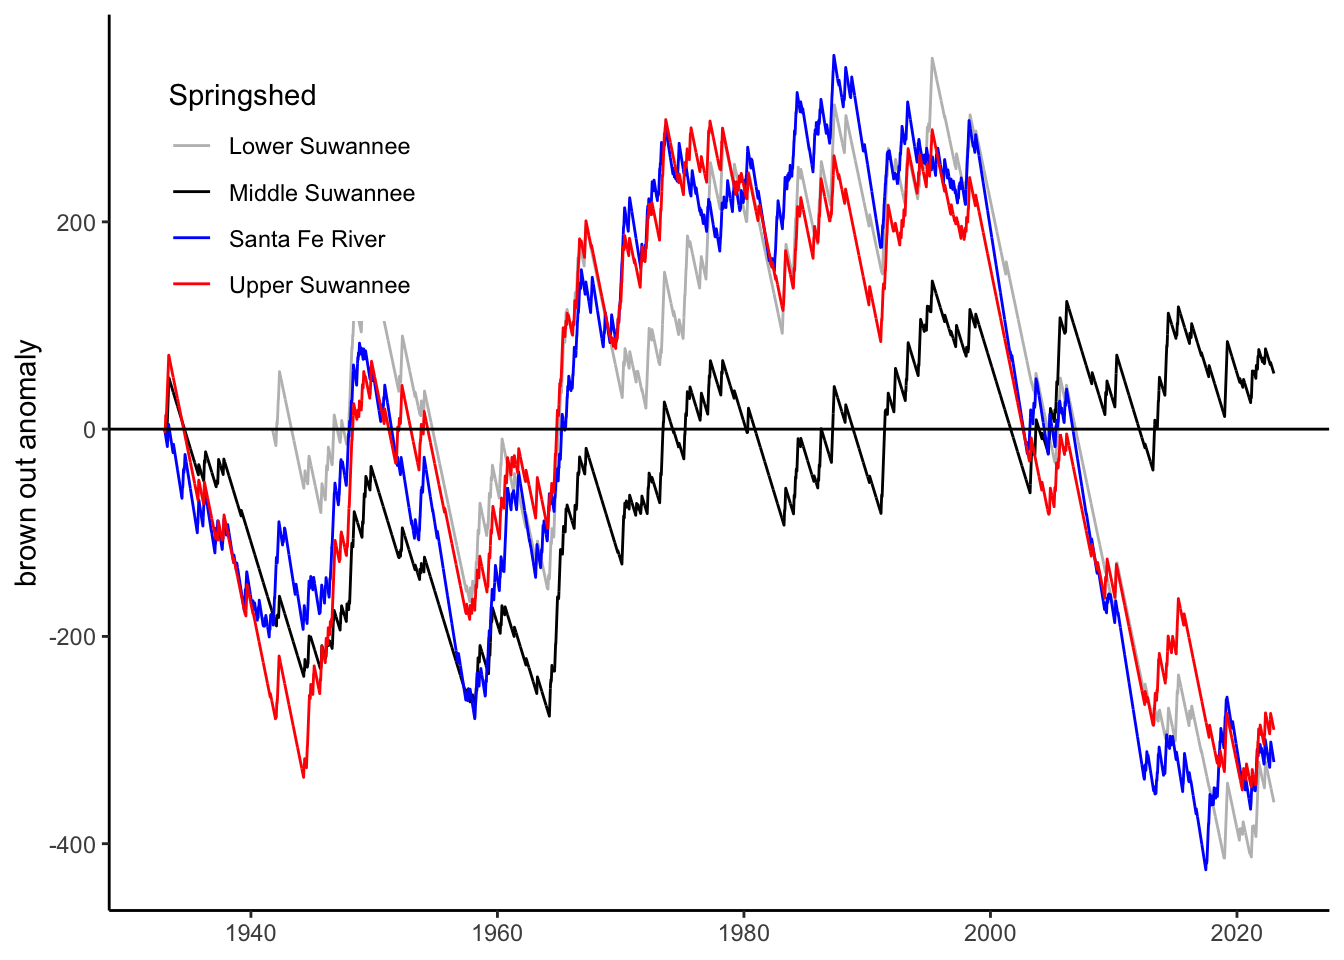 Springshed
Lower Suwannee
Middle Suwannee
Santa Fe River
Upper Suwannee
brown out anomaly
200
0
-200
-400
1940
1960
1980
2000
2020